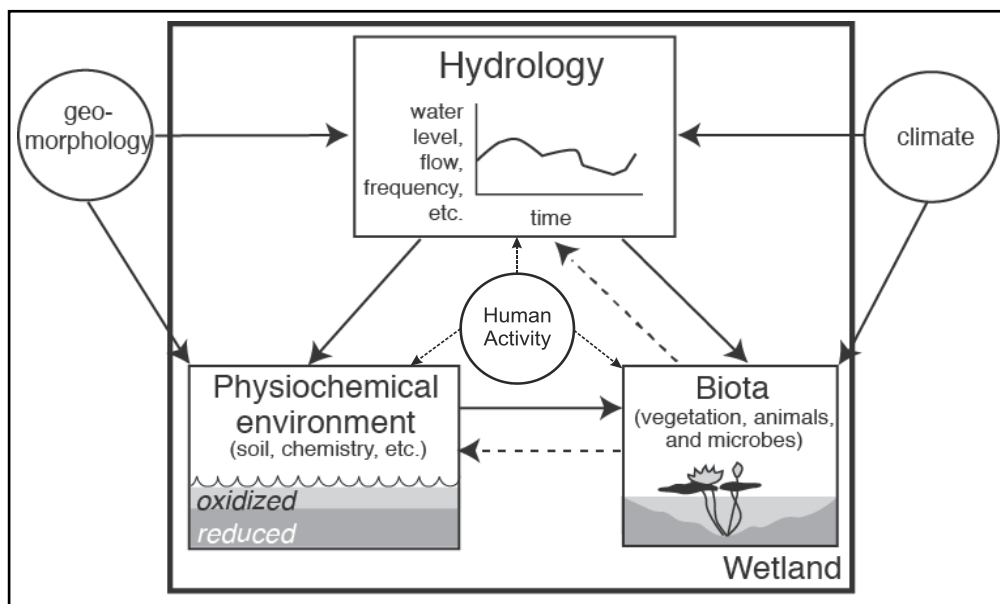 Hydrology
water
level,
flow,
frequency,
etc.
time
geo-
morphology
climate
Human
Activity
Physiochemical
environment
(soil, chemistry, etc.)
oxidized
reduced
Biota
(vegetation, animals,
and microbes)
Wetland